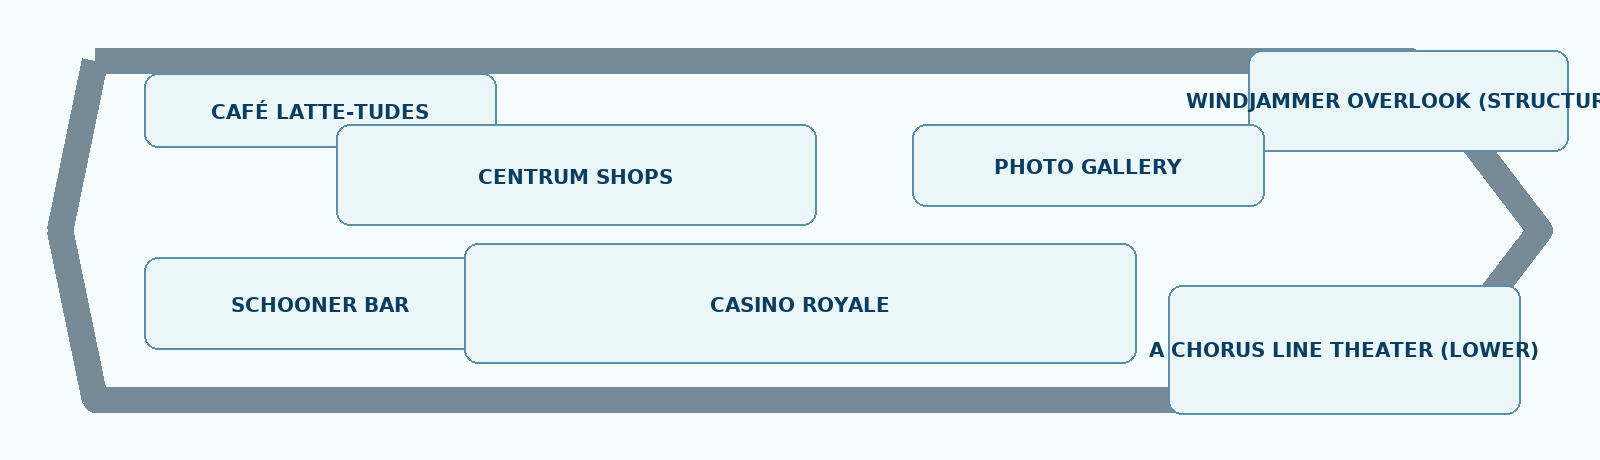 CAFÉ LATTE-TUDES
WINDJAMMER OVERLOOK (STRUCTUR
CENTRUM SHOPS
PHOTO GALLERY
SCHOONER BAR
CASINO ROYALE
A CHORUS LINE THEATER (LOWER)